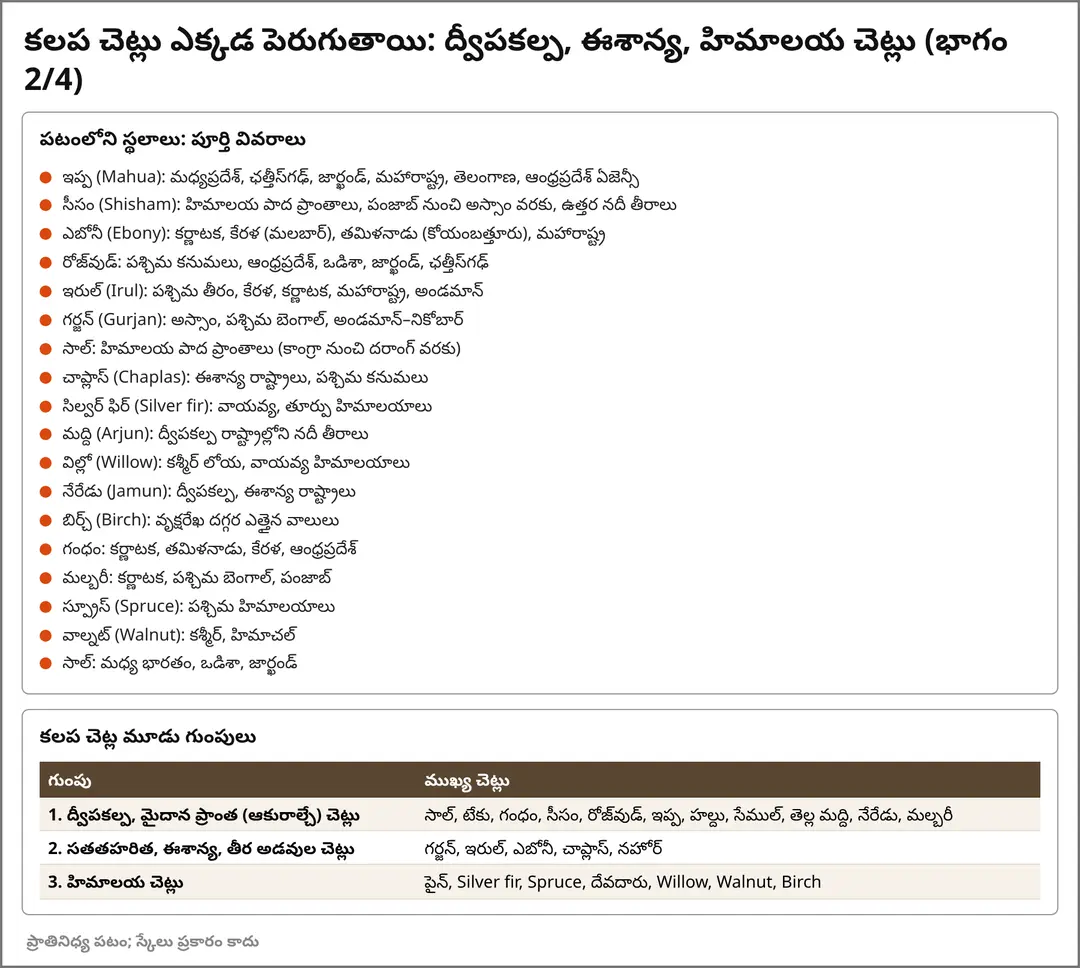 కలప చెట్లు ఎక్కడ పెరుగుతాయి: ద్వీపకల్ప, ఈశాన్య, హిమాలయ చెట్లు (భాగం
2/4)
పటంలోని స్థలాలు: పూర్తి వివరాలు
ఇప్ప (Mahua): మధ్యప్రదేశ్, ఛత్తీస్‌గఢ్, జార్ఖండ్, మహారాష్ట్ర, తెలంగాణ, ఆంధ్రప్రదేశ్ ఏజెన్సీ
సీసం (Shisham): హిమాలయ పాద ప్రాంతాలు, పంజాబ్ నుంచి అస్సాం వరకు, ఉత్తర నదీ తీరాలు
ఎబోనీ (Ebony): కర్ణాటక, కేరళ (మలబార్), తమిళనాడు (కోయంబత్తూరు), మహారాష్ట్ర
రోజ్‌వుడ్: పశ్చిమ కనుమలు, ఆంధ్రప్రదేశ్, ఒడిశా, జార్ఖండ్, ఛత్తీస్‌గఢ్
ఇరుల్ (Irul): పశ్చిమ తీరం, కేరళ, కర్ణాటక, మహారాష్ట్ర, అండమాన్
గర్జన్ (Gurjan): అస్సాం, పశ్చిమ బెంగాల్, అండమాన్–నికోబార్
సాల్: హిమాలయ పాద ప్రాంతాలు (కాంగ్రా నుంచి దరాంగ్ వరకు)
చాప్లాస్ (Chaplas): ఈశాన్య రాష్ట్రాలు, పశ్చిమ కనుమలు
సిల్వర్ ఫిర్ (Silver fir): వాయవ్య, తూర్పు హిమాలయాలు
మద్ది (Arjun): ద్వీపకల్ప రాష్ట్రాల్లోని నదీ తీరాలు
విల్లో (Willow): కశ్మీర్ లోయ, వాయవ్య హిమాలయాలు
నేరేడు (Jamun): ద్వీపకల్ప, ఈశాన్య రాష్ట్రాలు
బిర్చ్ (Birch): వృక్షరేఖ దగ్గర ఎత్తైన వాలులు
గంధం: కర్ణాటక, తమిళనాడు, కేరళ, ఆంధ్రప్రదేశ్
మల్బరీ: కర్ణాటక, పశ్చిమ బెంగాల్, పంజాబ్
స్ప్రూస్ (Spruce): పశ్చిమ హిమాలయాలు
వాల్నట్ (Walnut): కశ్మీర్, హిమాచల్
సాల్: మధ్య భారతం, ఒడిశా, జార్ఖండ్
కలప చెట్ల మూడు గుంపులు
గుంపు ముఖ్య చెట్లు
1. ద్వీపకల్ప, మైదాన ప్రాంత (ఆకురాల్చే) చెట్లు సాల్, టేకు, గంధం, సీసం, రోజ్‌వుడ్, ఇప్ప, హల్దు, సేముల్, తెల్ల మద్ది, నేరేడు, మల్బరీ
2. సతతహరిత, ఈశాన్య, తీర అడవుల చెట్లు గర్జన్, ఇరుల్, ఎబోనీ, చాప్లాస్, నహోర్
3. హిమాలయ చెట్లు పైన్, Silver fir, Spruce, దేవదారు, Willow, Walnut, Birch
ప్రాతినిధ్య పటం; స్కేలు ప్రకారం కాదు